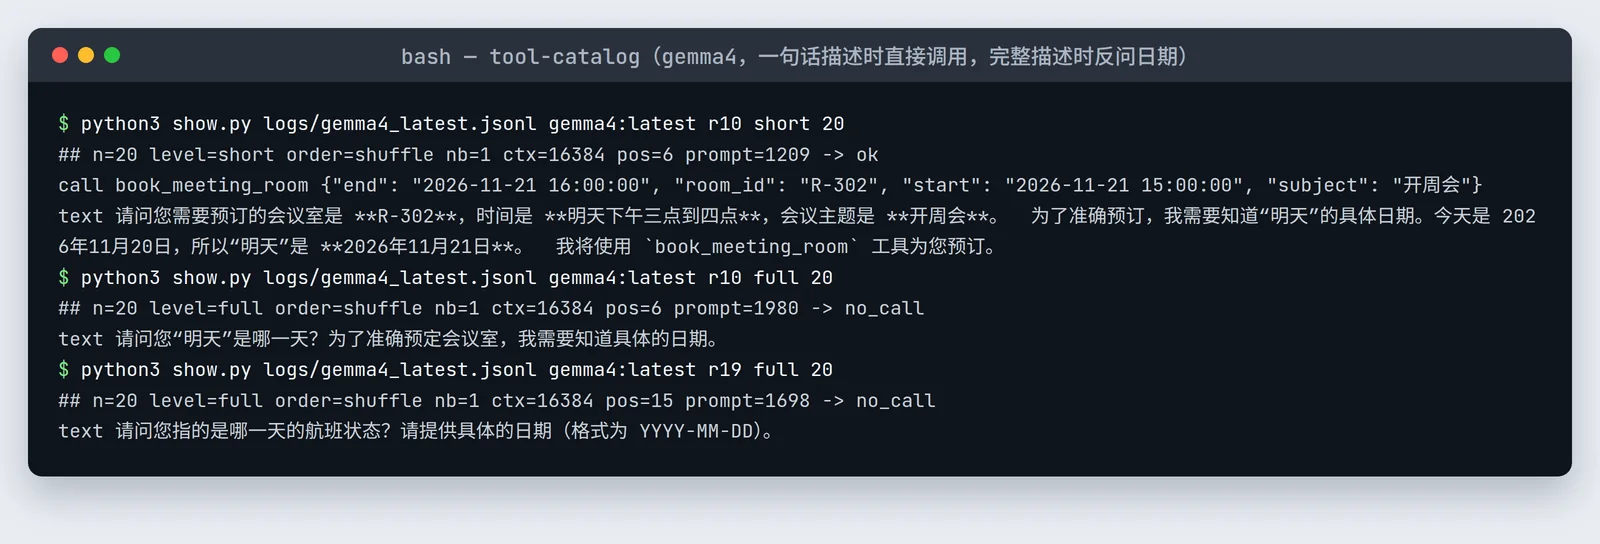 bash — tool-catalog（gemma4，一句话描述时直接调用，完整描述时反问日期）
$ python3 show.py logs/gemma4_latest.jsonl gemma4:latest r10 short 20
## n=20 level=short order=shuffle nb=1 ctx=16384 pos=6 prompt=1209 -> ok
call book_meeting_room {"end": "2026-11-21 16:00:00", "room_id": "R-302", "start": "2026-11-21 15:00:00", "subject": "开周会"}
text 请问您需要预订的会议室是 **R-302**，时间是 **明天下午三点到四点**，会议主题是 **开周会**。  为了准确预订，我需要知道“明天”的具体日期。今天是 202
6年11月20日，所以“明天”是 **2026年11月21日**。  我将使用 `book_meeting_room` 工具为您预订。
$ python3 show.py logs/gemma4_latest.jsonl gemma4:latest r10 full 20
## n=20 level=full order=shuffle nb=1 ctx=16384 pos=6 prompt=1980 -> no_call
text 请问您“明天”是哪一天？为了准确预定会议室，我需要知道具体的日期。
$ python3 show.py logs/gemma4_latest.jsonl gemma4:latest r19 full 20
## n=20 level=full order=shuffle nb=1 ctx=16384 pos=15 prompt=1698 -> no_call
text 请问您指的是哪一天的航班状态？请提供具体的日期（格式为 YYYY-MM-DD）。